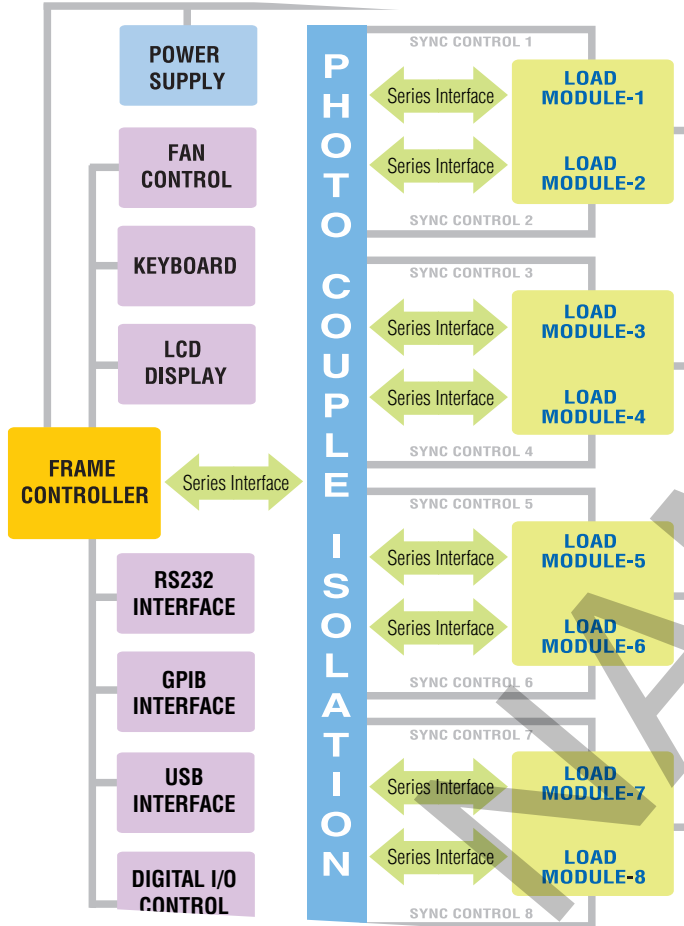 POWER
SUPPLY
FAN
CONTROL
KEYBOARD
LCD
DISPLAY
FRAME
CONTROLLER
Series Interface
RS232
INTERFACE
GPIB
INTERFACE
USB
INTERFACE
DIGITAL I/O
CONTROL
PHOTO COUPLE ISOLATION
SYNC CONTROL 1
Series Interface
LOAD
MODULE-1
Series Interface
LOAD
MODULE-2
SYNC CONTROL 2
SYNC CONTROL 3
Series Interface
LOAD
MODULE-3
Series Interface
LOAD
MODULE-4
SYNC CONTROL 4
SYNC CONTROL 5
Series Interface
LOAD
MODULE-5
Series Interface
LOAD
MODULE-6
SYNC CONTROL 6
SYNC CONTROL 7
Series Interface
LOAD
MODULE-7
Series Interface
LOAD
MODULE-8
SYNC CONTROL 8